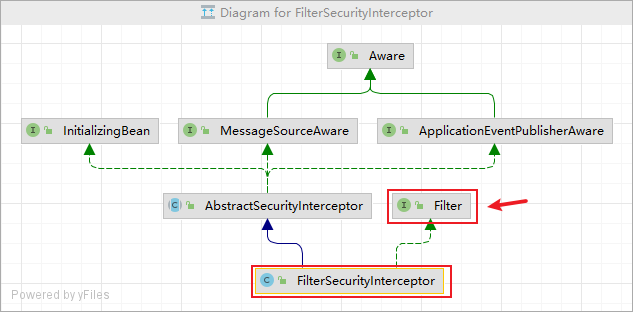 Diagram for FilterSecurityInterceptor
I Aware
I InitializingBean
I MessageSourceAware
I ApplicationEventPublisherAware
C AbstractSecurityInterceptor
I Filter
C FilterSecurityInterceptor
Powered by yFiles